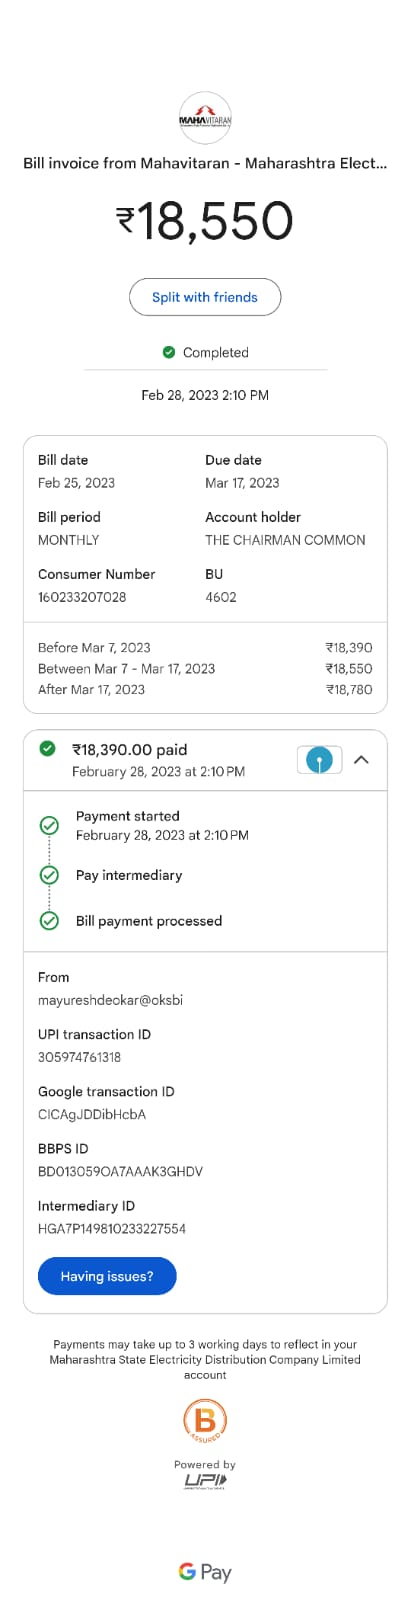 MAHAVITARAN
Bill invoice from Mahavitaran - Maharashtra Elect...
₹18,550
Split with friends
Completed
Feb 28, 2023 2:10 PM
Bill date Due date
Feb 25, 2023 Mar 17, 2023
Bill period Account holder
MONTHLY THE CHAIRMAN COMMON
Consumer Number BU
160233207028 4602
Before Mar 7, 2023 ₹18,390
Between Mar 7 - Mar 17, 2023 ₹18,550
After Mar 17, 2023 ₹18,780
₹18,390.00 paid
February 28, 2023 at 2:10 PM
Payment started
February 28, 2023 at 2:10 PM
Pay intermediary
Bill payment processed
From
mayureshdeokar@oksbi
UPI transaction ID
305974761318
Google transaction ID
CICAgJDDibHcbA
BBPS ID
BD013059OA7AAAK3GHDV
Intermediary ID
HGA7P149810233227554
Having issues?
Payments may take up to 3 working days to reflect in your
Maharashtra State Electricity Distribution Company Limited
account
B
ASSURED
Powered by
UPI
G Pay